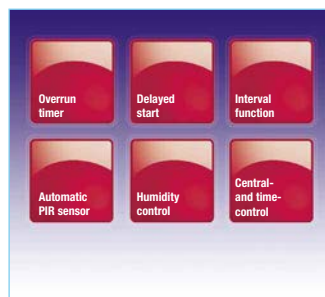 Overrun
timer
Delayed
start
Interval
function
Automatic
PIR sensor
Humidity
control
Central-
and time-
control